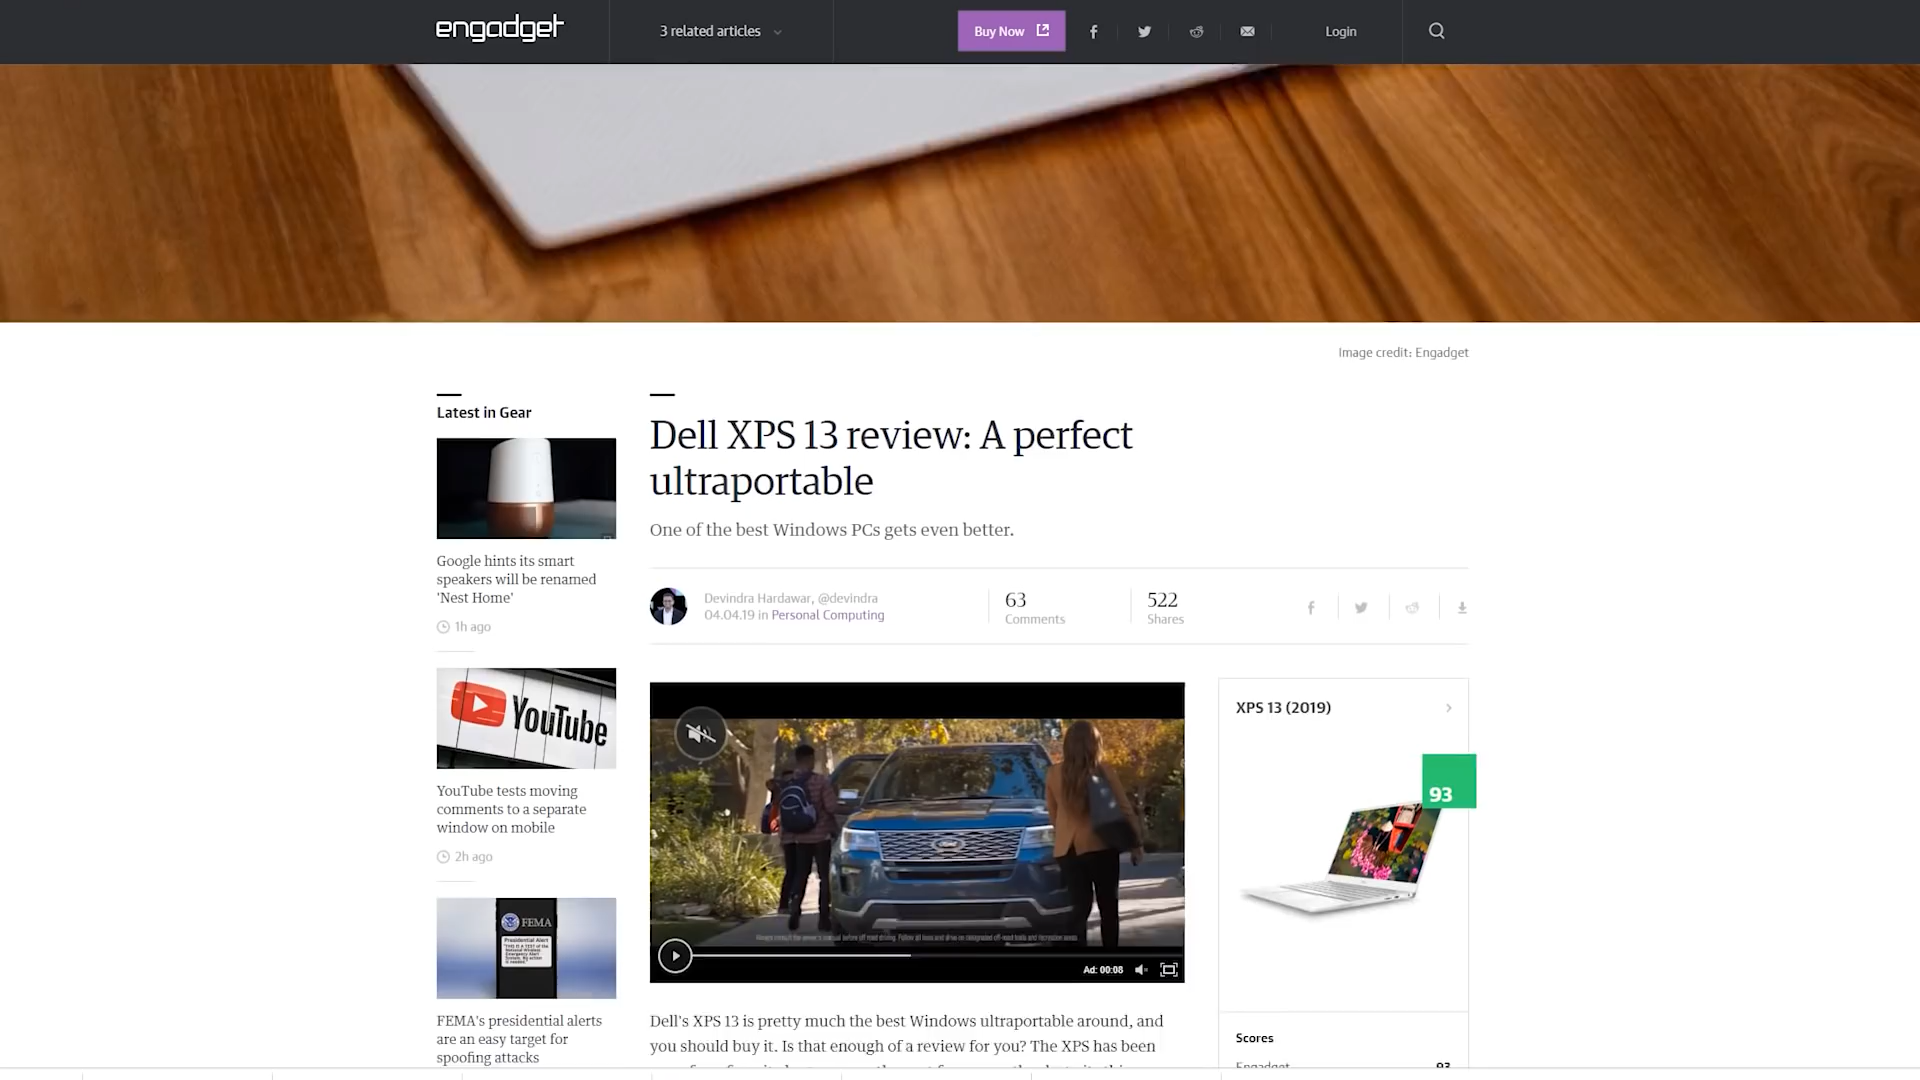 engadget
3 related articles
Buy Now
Login
Image credit: Engadget
Latest in Gear
Google hints its smart
speakers will be renamed
'Nest Home'
1h ago
YouTube
YouTube tests moving
comments to a separate
window on mobile
2h ago
FEMA
Presidential Alert
FEMA's presidential alerts
are an easy target for
spoofing attacks
Dell XPS 13 review: A perfect
ultraportable
One of the best Windows PCs gets even better.
Devindra Hardawar, @devindra
04.04.19 in Personal Computing
63
Comments
522
Shares
Ford
Ad: 00:08
Dell's XPS 13 is pretty much the best Windows ultraportable around, and
you should buy it. Is that enough of a review for you? The XPS has been
XPS 13 (2019)
93
Scores
Engadget
93